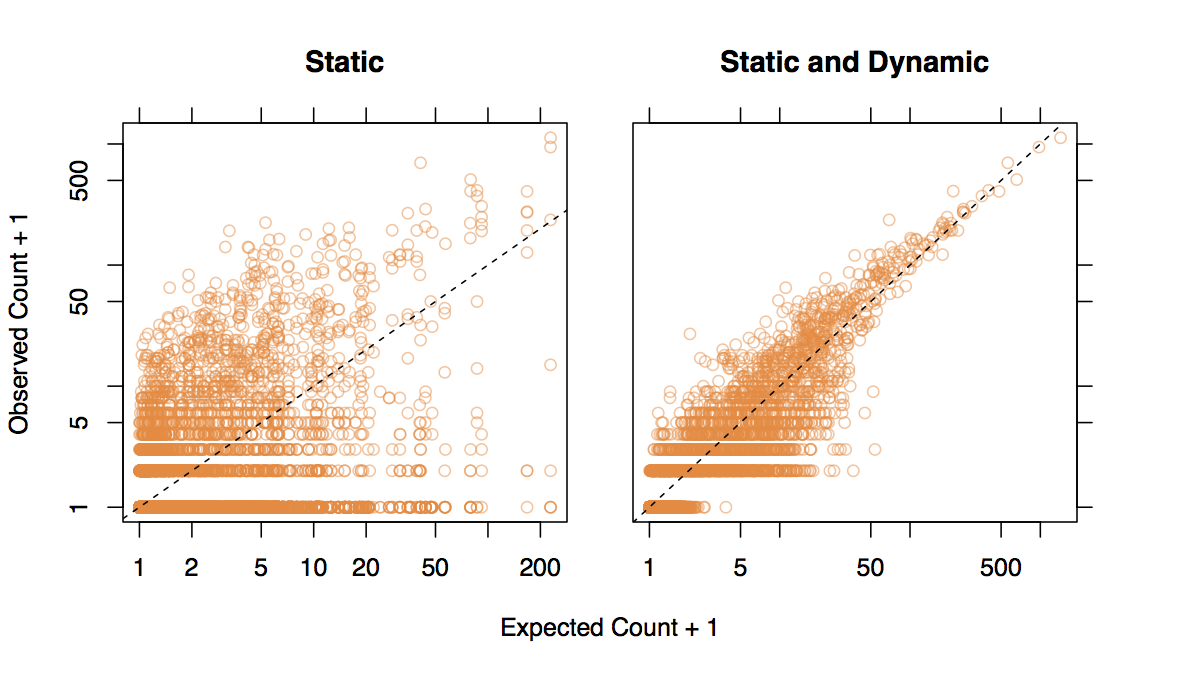 Static
Static and Dynamic
Observed Count + 1
500
50
5
1
1 2 5 10 20 50 200
1 5 50 500
Expected Count + 1